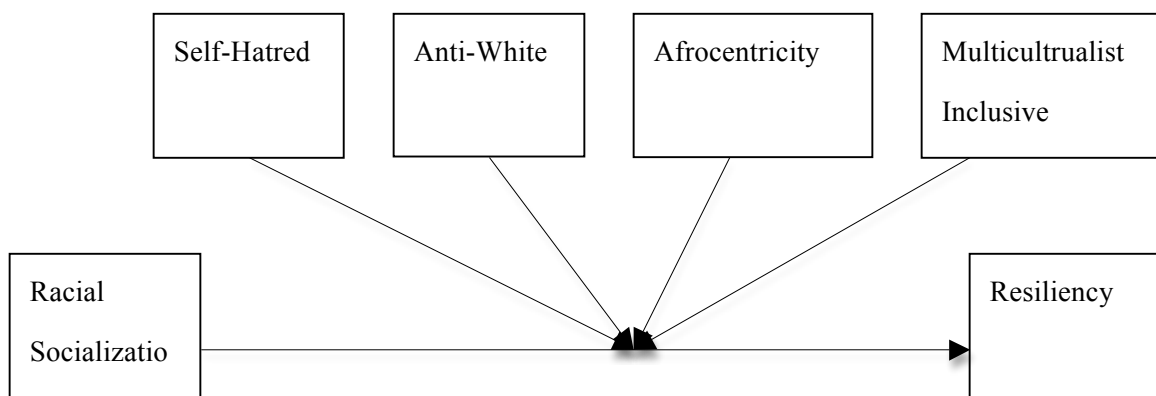 Self-Hatred
Anti-White
Afrocentricity
Multicultrualist
Inclusive
Racial
Socializatio
Resiliency